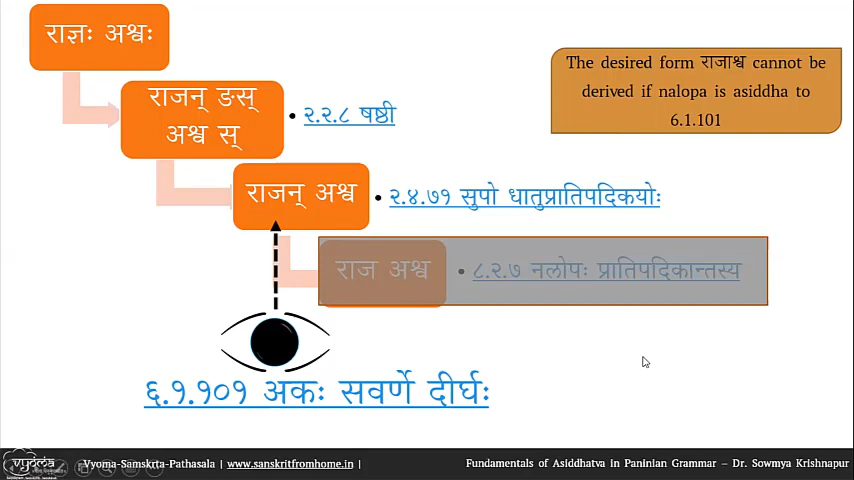 राज्ञः अश्वः
The desired form राजाश्व cannot be
derived if nalopa is asiddha to
6.1.101
राजन् ङस्
अश्व स्
• २.२.८ षष्ठी
राजन् अश्व
• २.४.७१ सुपो धातुप्रातिपदिकयोः
राज अश्व
• ८.२.७ नलोपः प्रातिपदिकान्तस्य
६.१.१०१ अकः सवर्णे दीर्घः
vyoma
Vyoma-Samskrta-Pathasala | www.sanskritfromhome.in |
Fundamentals of Asiddhatva in Paninian Grammar – Dr. Sowmya Krishnapur